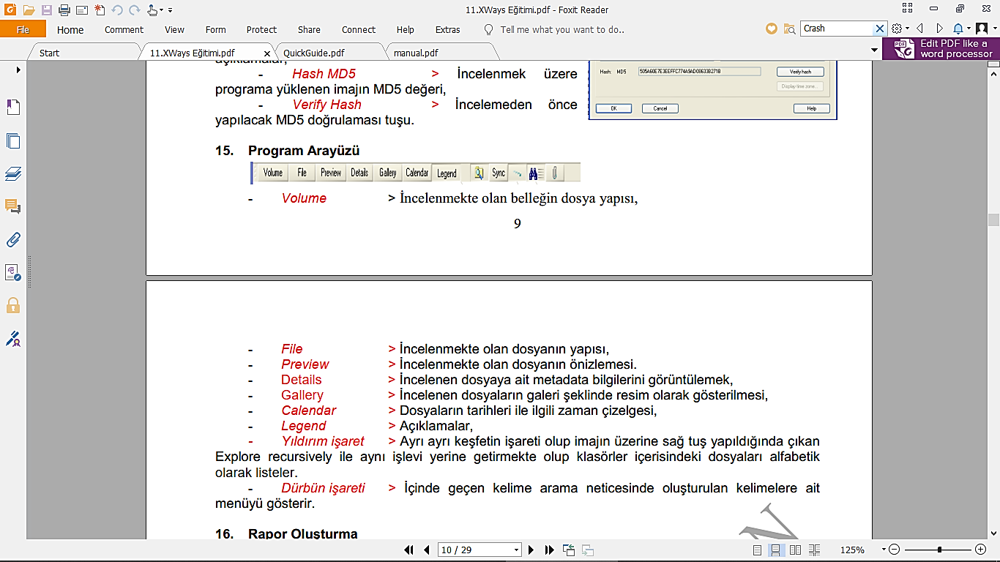 11.XWays Eğitimi.pdf - Foxit Reader
File Home Comment View Form Protect Share Connect Help Extras Tell me what you want to do.. Crash
Start 11.XWays Eğitimi.pdf QuickGuide.pdf manual.pdf
Edit PDF like a
word processor
açıklamalar,
- Hash MD5 > İncelenmek üzere
programa yüklenen imajın MD5 değeri,
- Verify Hash > İncelemeden önce
yapılacak MD5 doğrulaması tuşu.
Hash: MD5 505A60E7E3EEFFC774A9AD08633B271B Verify hash
Display time zone...
OK Cancel Help
15. Program Arayüzü
Volume File Preview Details Gallery Calendar Legend Sync
- Volume > İncelenmekte olan belleğin dosya yapısı,
9
- File > İncelenmekte olan dosyanın yapısı,
- Preview > İncelenmekte olan dosyanın önizlemesi.
- Details > İncelenen dosyaya ait metadata bilgilerini görüntülemek,
- Gallery > İncelenen dosyaların galeri şeklinde resim olarak gösterilmesi,
- Calendar > Dosyaların tarihleri ile ilgili zaman çizelgesi,
- Legend > Açıklamalar,
- Yıldırım işaret > Ayrı ayrı keşfetin işareti olup imajın üzerine sağ tuş yapıldığında çıkan
Explore recursively ile aynı işlevi yerine getirmekte olup klasörler içerisindeki dosyaları alfabetik
olarak listeler.
- Dürbün işareti > İçinde geçen kelime arama neticesinde oluşturulan kelimelere ait
menüyü gösterir.
16. Rapor Oluşturma
10 / 29 125%